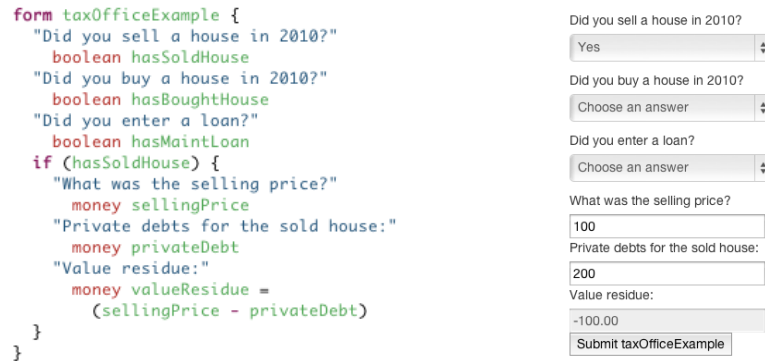 form taxOfficeExample {
"Did you sell a house in 2010?"
boolean hasSoldHouse
"Did you buy a house in 2010?"
boolean hasBoughtHouse
"Did you enter a loan?"
boolean hasMaintLoan
if (hasSoldHouse) {
"What was the selling price?"
money sellingPrice
"Private debts for the sold house:"
money privateDebt
"Value residue:"
money valueResidue =
(sellingPrice - privateDebt)
}
}
Did you sell a house in 2010?
Yes
Did you buy a house in 2010?
Choose an answer
Did you enter a loan?
Choose an answer
What was the selling price?
100
Private debts for the sold house:
200
Value residue:
-100.00
Submit taxOfficeExample